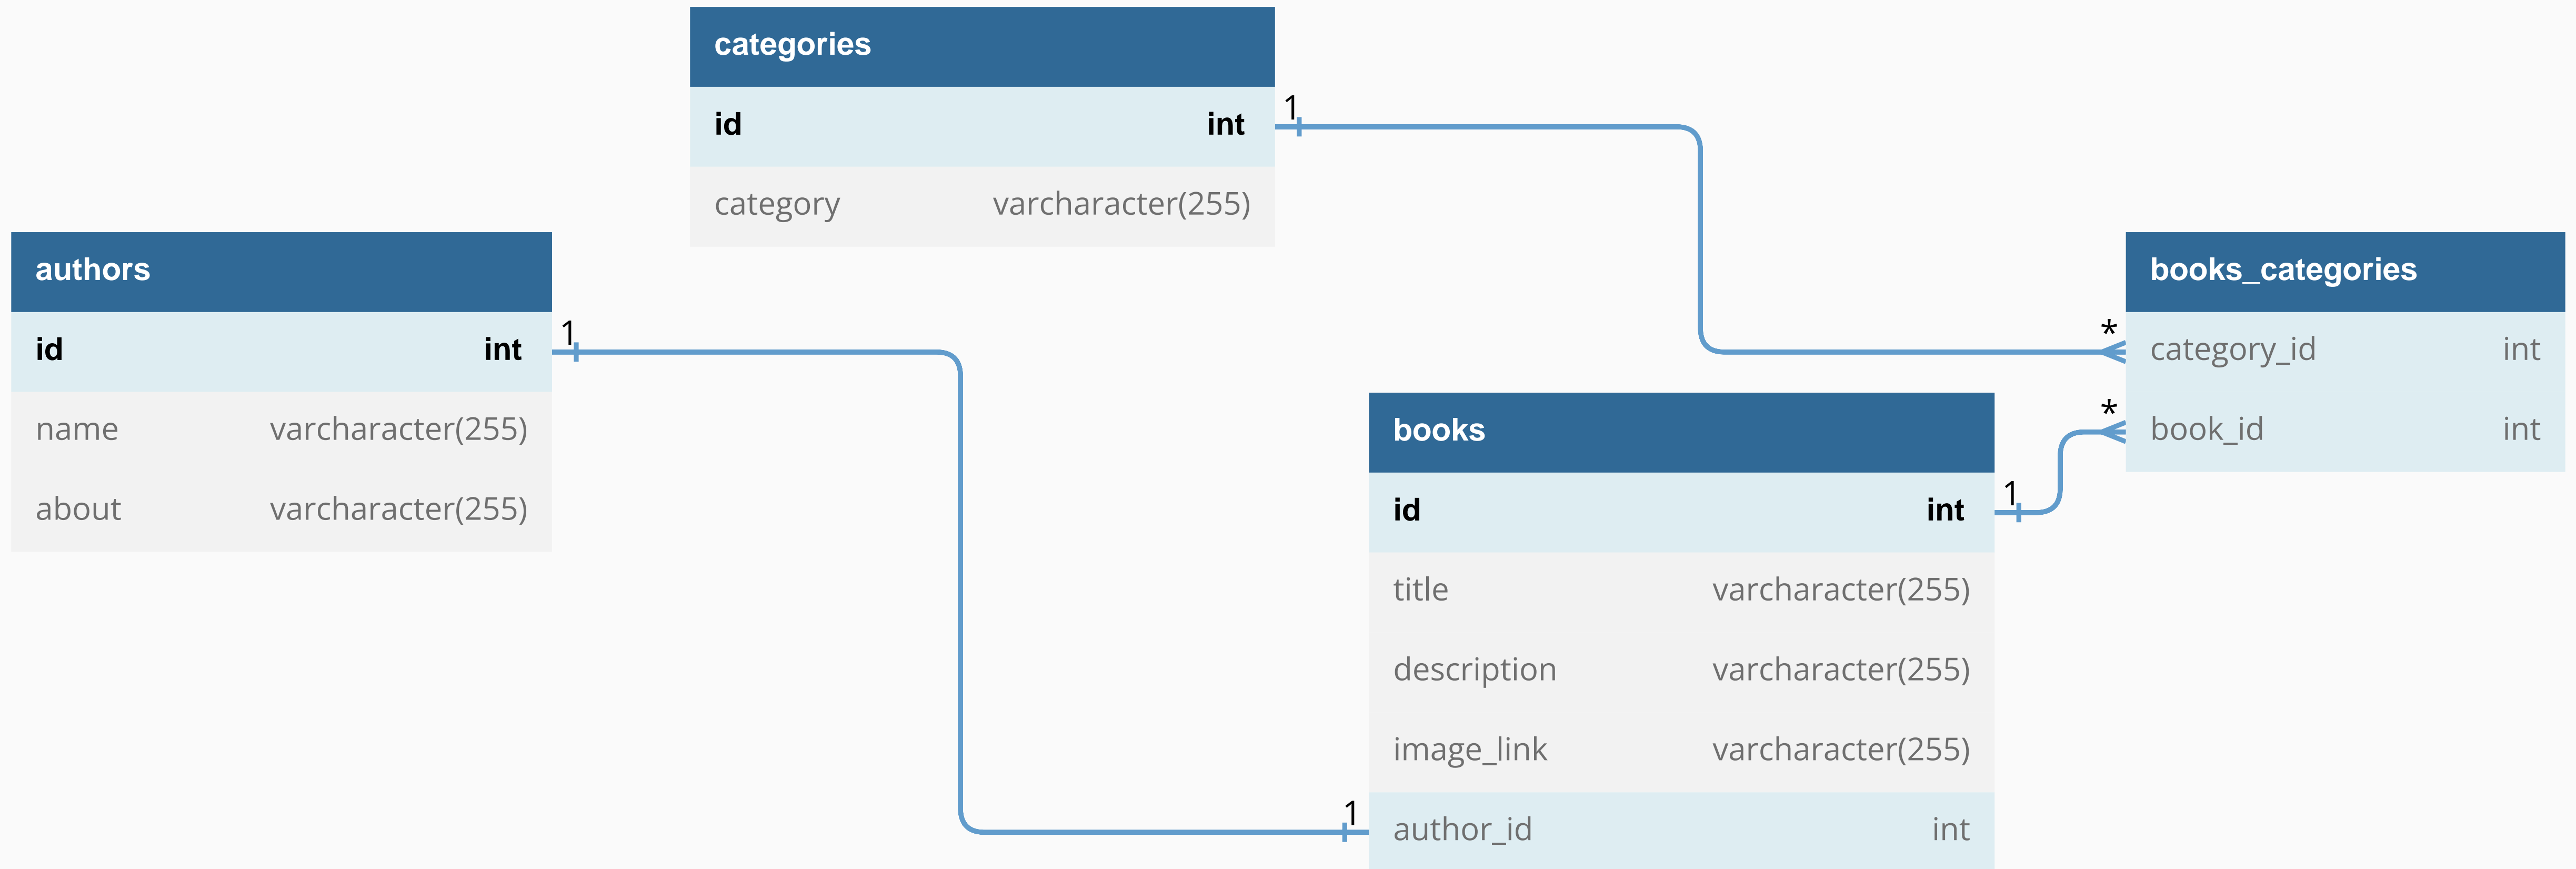 categories
id int
category varcharacter(255)
1
authors
id int
name varcharacter(255)
about varcharacter(255)
1
books_categories
category_id int
book_id int
*
*
books
id int
title varcharacter(255)
description varcharacter(255)
image_link varcharacter(255)
author_id int
1
1